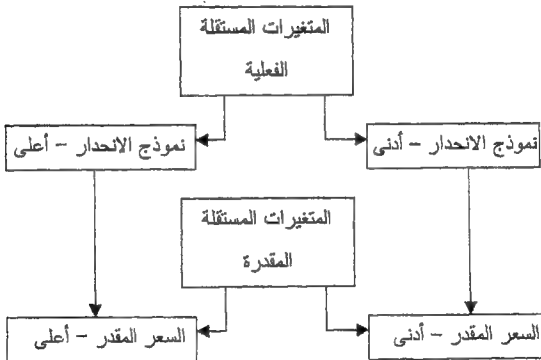 المتغيرات المستقلة
الفعلية
نموذج الانحدار – أدنى
نموذج الانحدار – أعلى
المتغيرات المستقلة
المقدرة
السعر المقدر – أدنى
السعر المقدر – أعلى